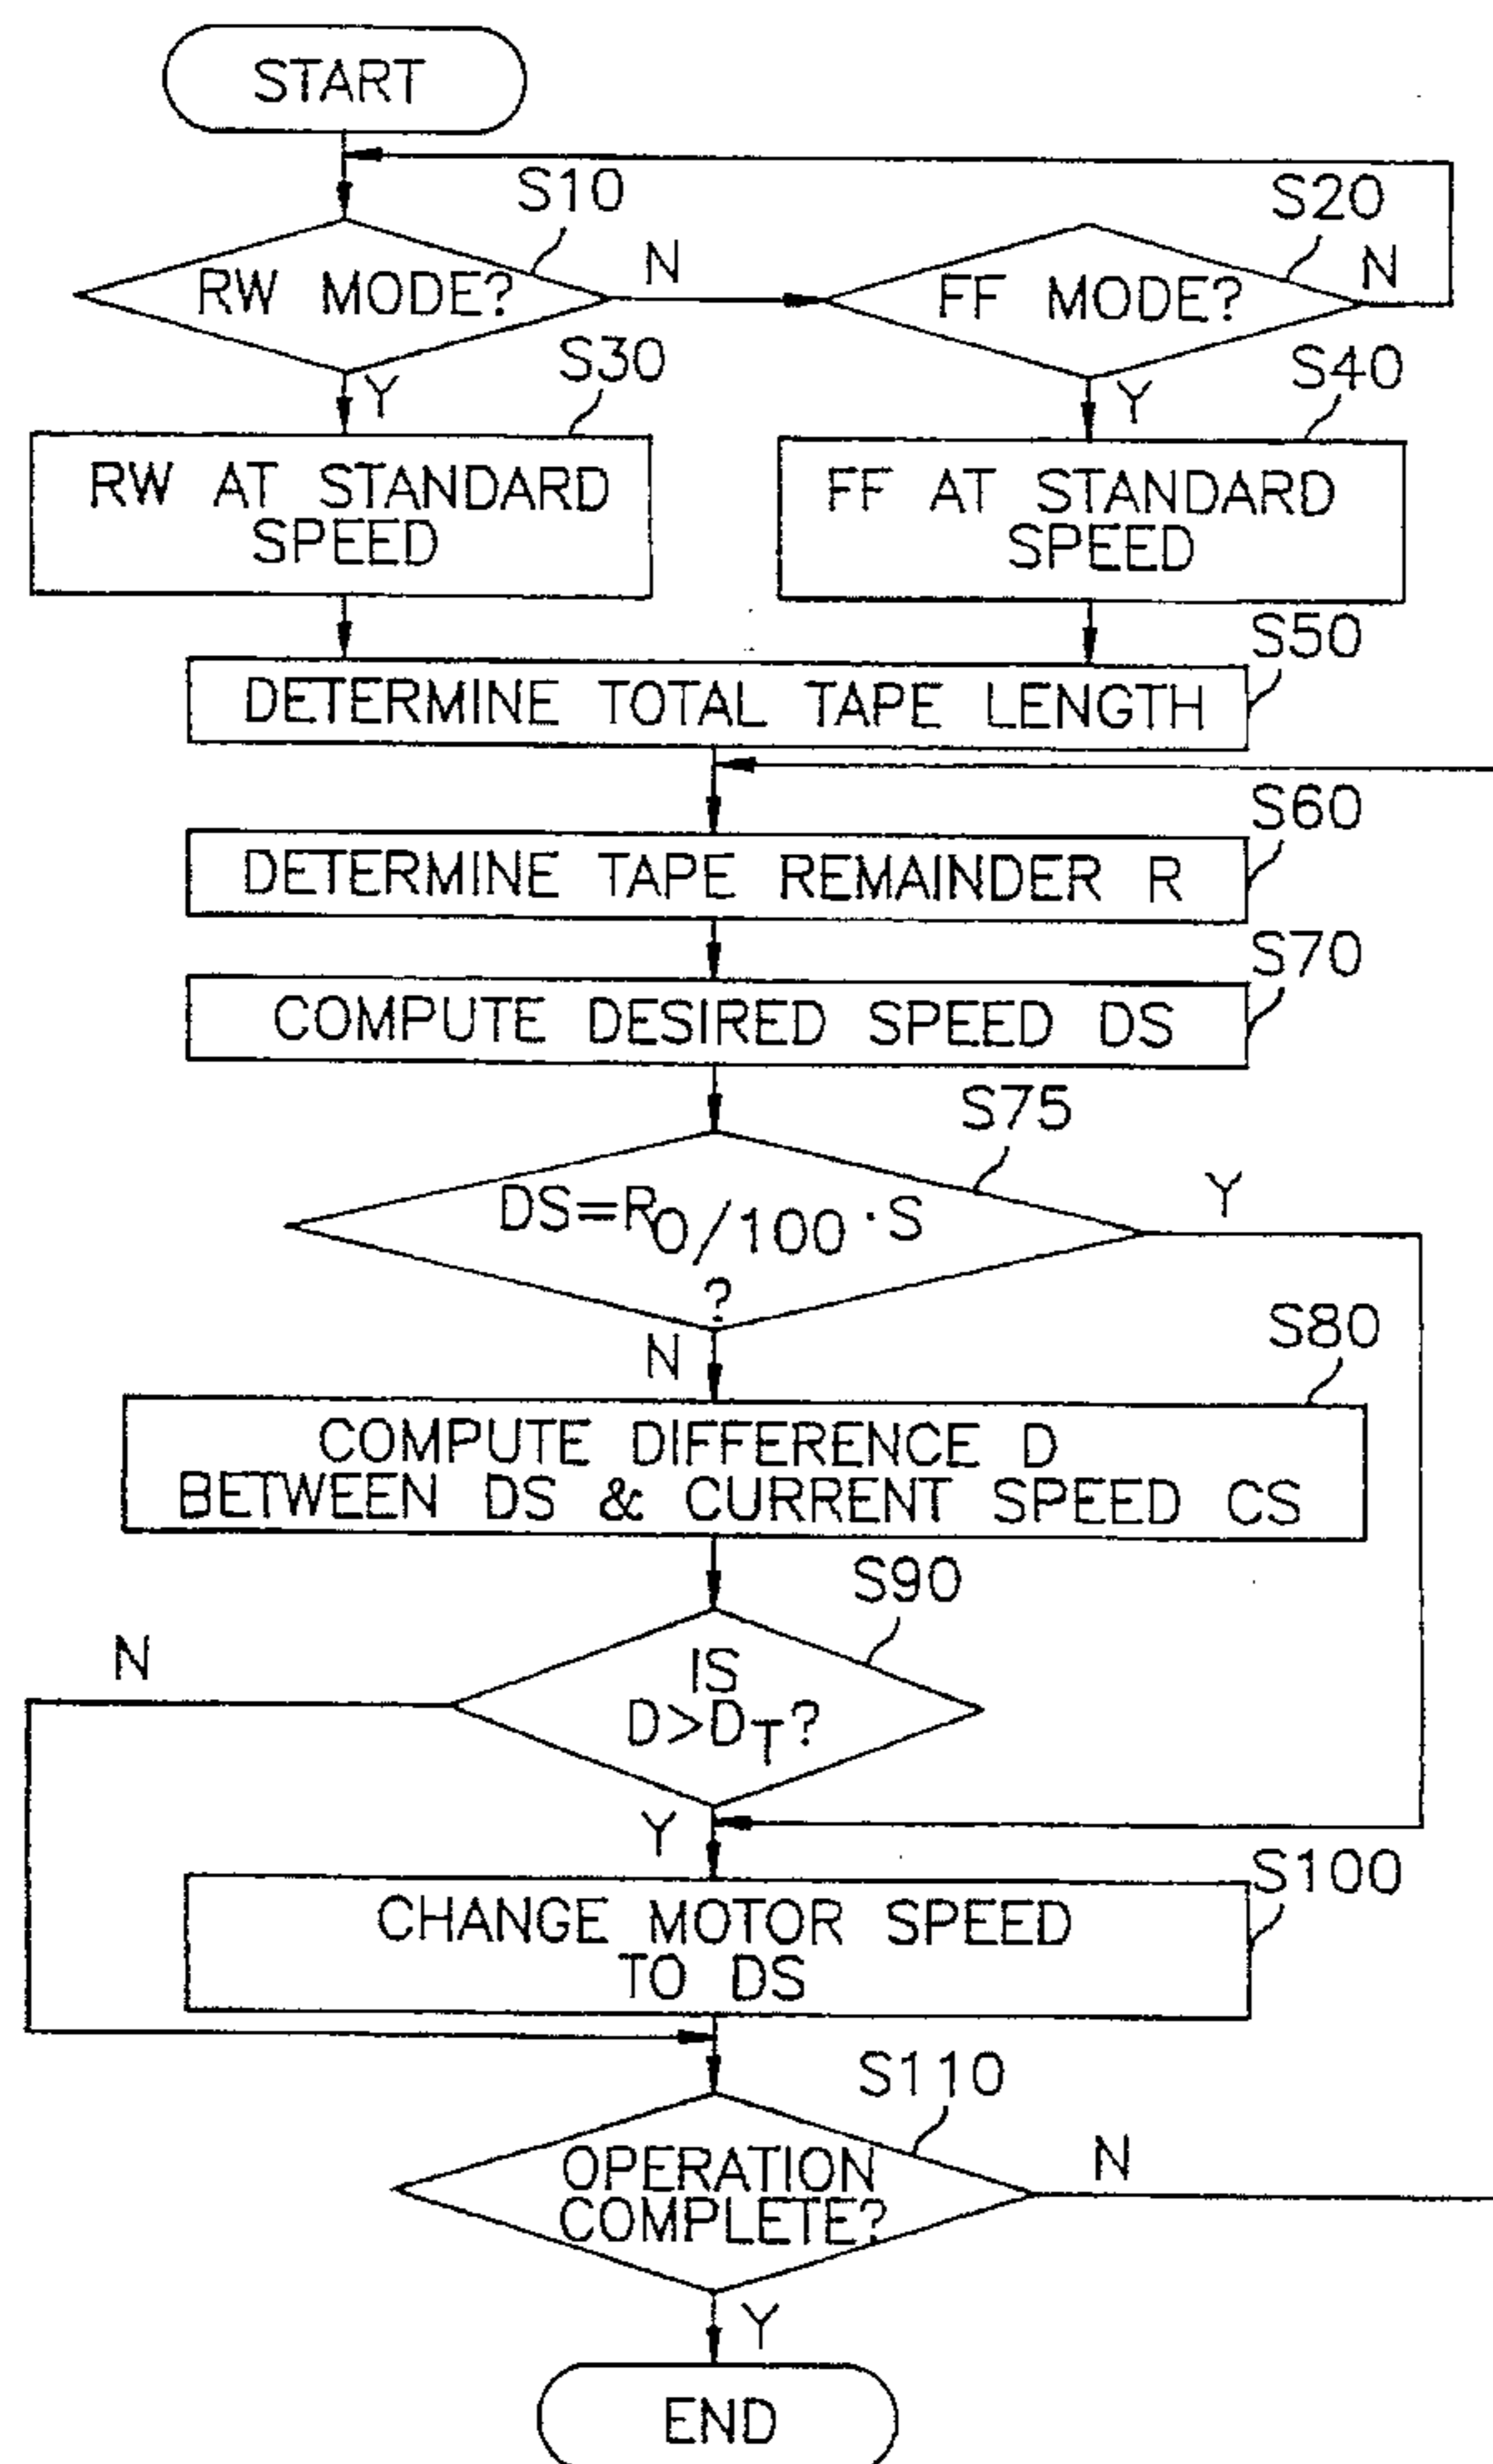 START
S10
S20
RW MODE?
N
FF MODE?
N
S30
S40
Y
Y
RW AT STANDARD
SPEED
FF AT STANDARD
SPEED
S50
DETERMINE TOTAL TAPE LENGTH
S60
DETERMINE TAPE REMAINDER R
S70
COMPUTE DESIRED SPEED DS
S75
Y
DS=R0/100 ·S
?
N
S80
COMPUTE DIFFERENCE D
BETWEEN DS & CURRENT SPEED CS
S90
N
IS
D>DT?
Y
S100
CHANGE MOTOR SPEED
TO DS
S110
N
OPERATION
COMPLETE?
Y
END